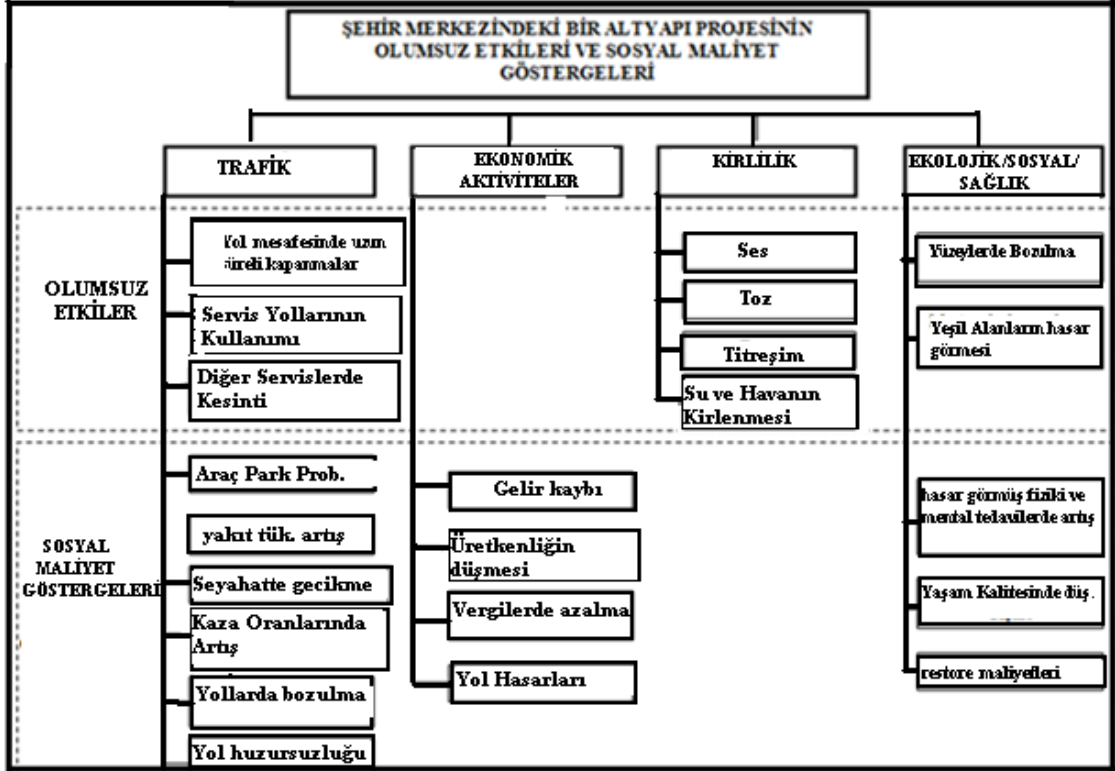 ŞEHİR MERKEZİNDEKİ BİR ALTYAPI PROJESİNİN
OLUMSUZ ETKİLERİ VE SOSYAL MALİYET
GÖSTERGELERİ
TRAFİK
EKONOMİK
AKTİVİTELER
KİRLİLİK
EKOLOJİK/SOSYAL/
SAĞLIK
OLUMSUZ
ETKİLER
Yol mesafesinde uzun
üreli kapanmalar
Servis Yollarının
Kullanımı
Diğer Servislerde
Kesinti
Ses
Toz
Titreşim
Su ve Havanın
Kirlenmesi
Yüzeylerde Bozulma
Yeşil Alanların hasar
görmesi
SOSYAL
MALİYET
GÖSTERGELERİ
Araç Park Prob.
yakıt tük. artış
Seyahatte gecikme
Kaza Oranlarında
Artış
Yollarda bozulma
Yol huzursuzluğu
Gelir kaybı
Üretkenliğin
düşmesi
Vergilerde azalma
Yol Hasarları
hasar görmüş fiziki ve
mental tedavilerde artış
Yaşam Kalitesinde düş.
restore maliyetleri